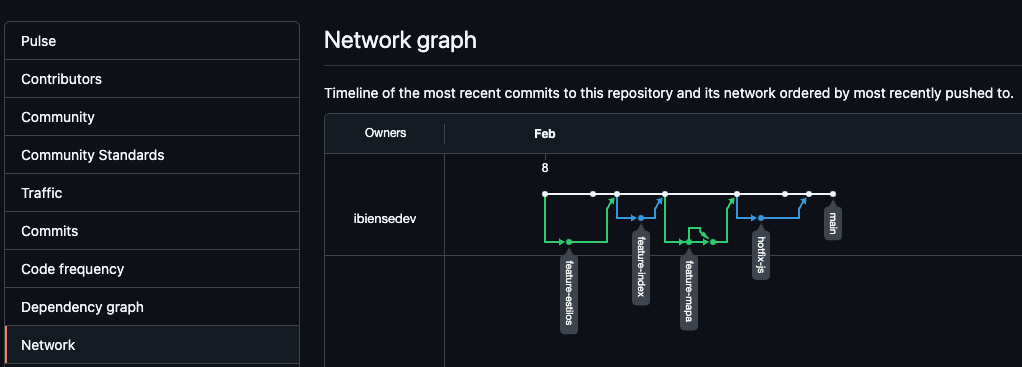 Pulse
Contributors
Community
Community Standards
Traffic
Commits
Code frequency
Dependency graph
Network
Network graph
Timeline of the most recent commits to this repository and its network ordered by most recently pushed to.
Owners
Feb
8
ibiensedev
feature-estilos
feature-index
feature-mapa
hotfix-js
main